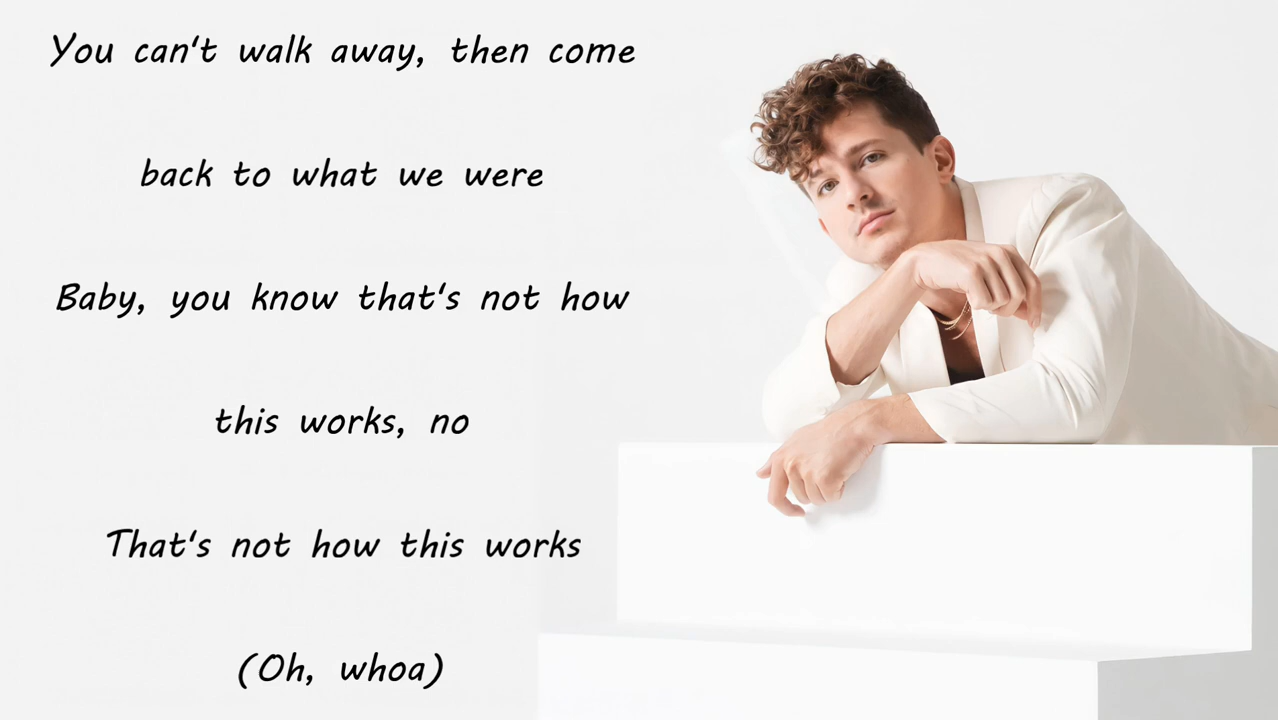 You can't walk away, then come
back to what we were
Baby, you know that's not how
this works, no
That's not how this works
(Oh, whoa)